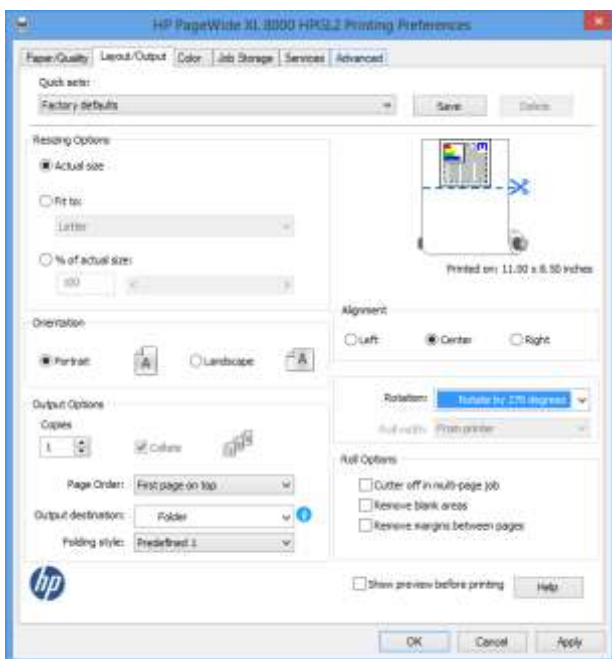 HP PageWide XL 8000 HPGL2 Printing Preferences
Paper/Quality Layout/Output Color Job Storage Services Advanced
Quick sets:
Factory defaults
Save Delete
Resizing Options
Actual size
Fit to:
Letter
% of actual size:
100
Printed on: 11.00 x 8.50 inches
Alignment
Left Center Right
Orientation
Portrait A Landscape A
Rotation: Rotate by 270 degrees
Roll width: From printer
Output Options
Copies
1 Collate
Page Order: First page on top
Output destination: Folder
Folding style: Predefined 1
Roll Options
Cutter off in multi-page job
Remove blank areas
Remove margins between pages
hp
Show preview before printing Help
OK Cancel Apply